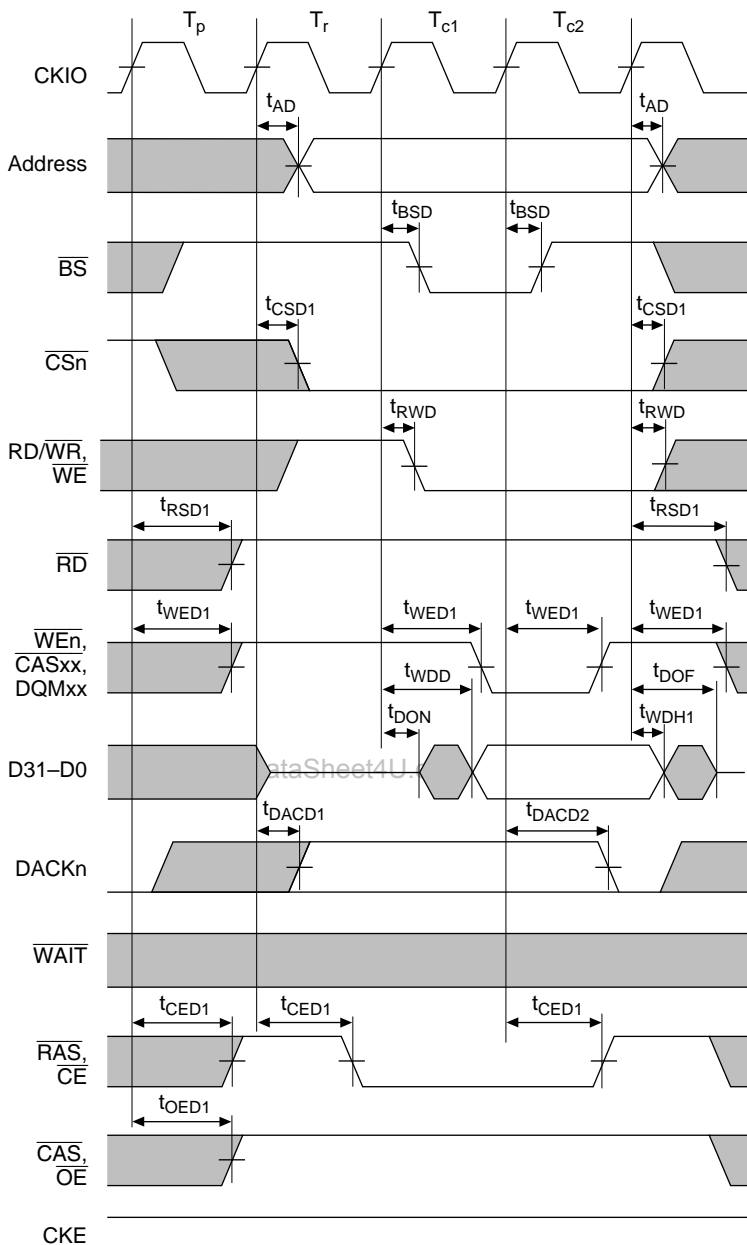 Tp Tr Tc1 Tc2
CKIO
tAD tAD
Address
tBSD tBSD
BS
tCSD1 tCSD1
CSn
tRWD tRWD
RD/WR,
WE
tRSD1 tRSD1
RD
tWED1 tWED1 tWED1 tWED1
WEn,
CASxx,
DQMxx
tWDD tDOF
tDON tWDH1
D31–D0
ataSheet4U.
tDACD1 tDACD2
DACKn
WAIT
tCED1 tCED1 tCED1
RAS,
CE
tOED1
CAS,
OE
CKE